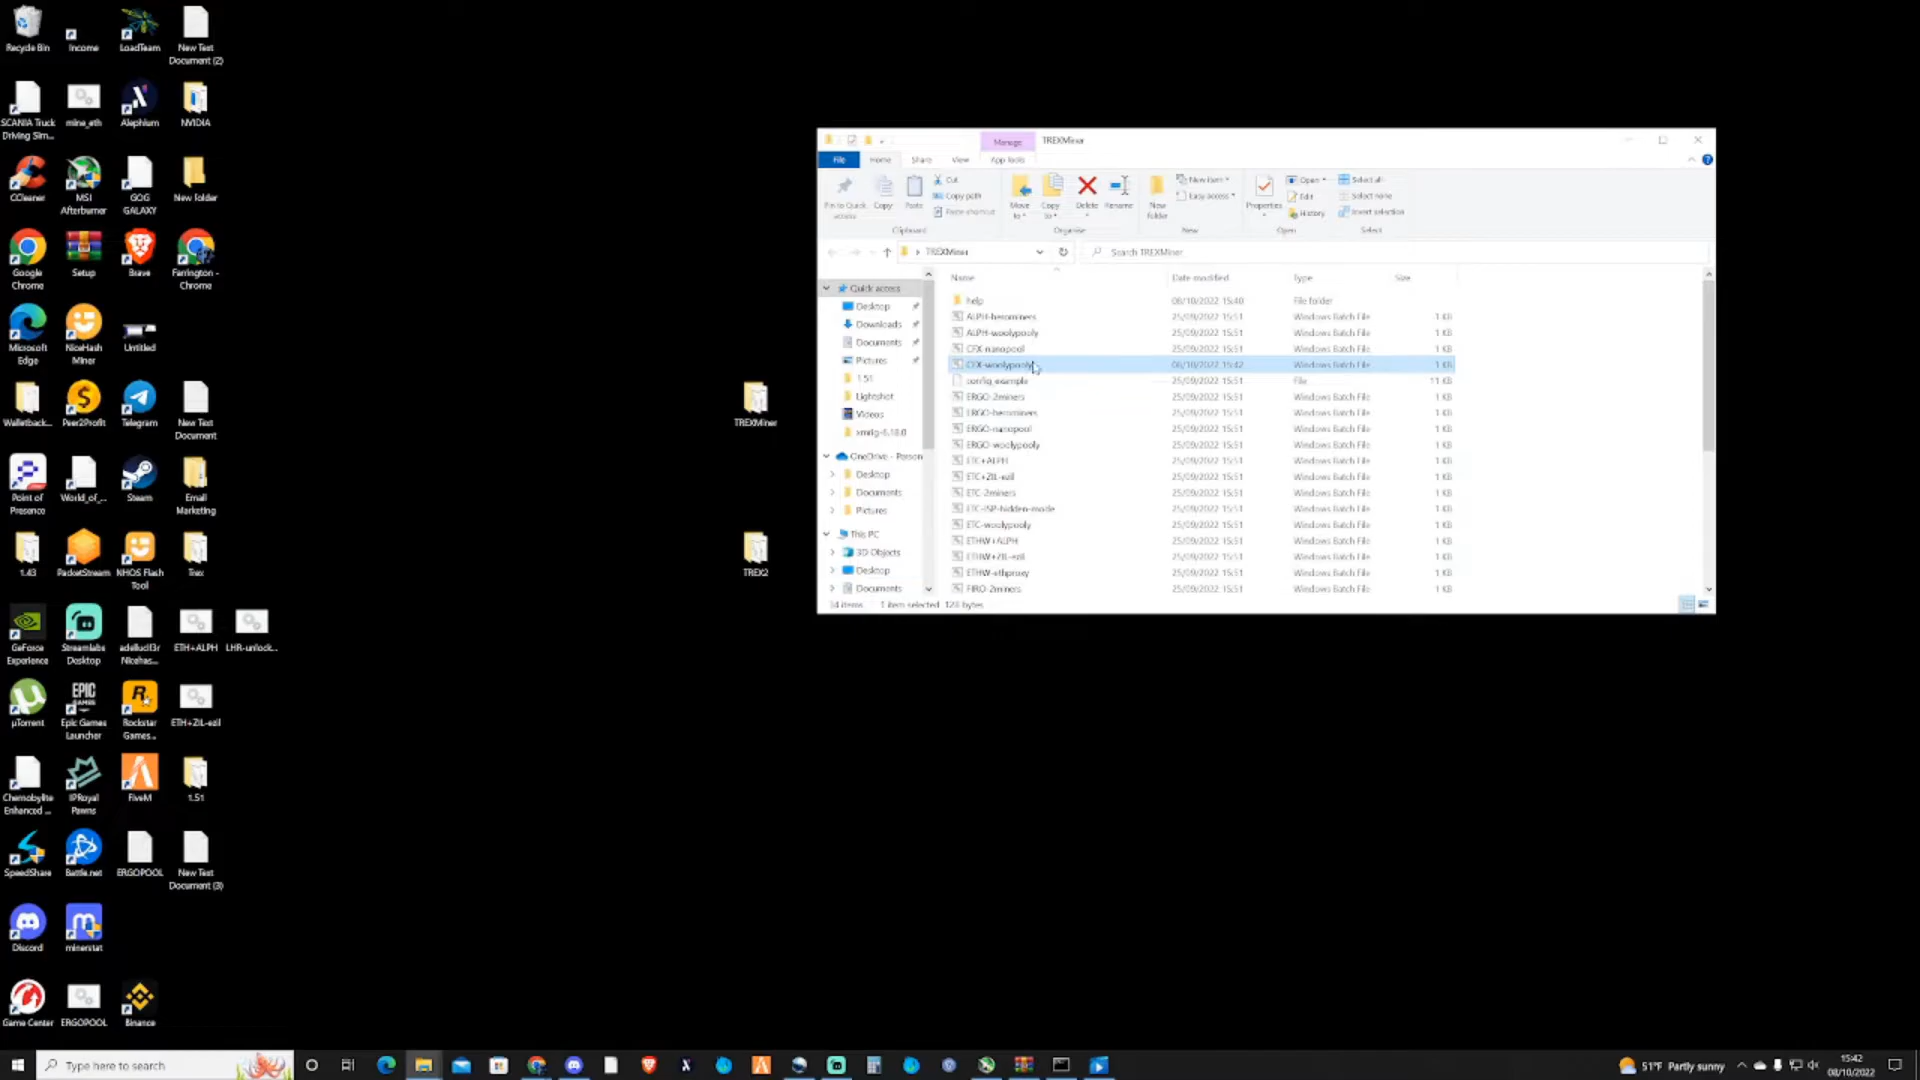 Recycle Bin
Income
LoadTeam
New Text
Document (2)
SCANIA Truck
Driving Sim...
mine_eth
Alephium
NVIDIA
CCleaner
MSI
Afterburner
GOG
GALAXY
New folder
Google
Chrome
Setup
Brave
Farrington -
Chrome
Microsoft
Edge
NiceHash
Miner
Untitled
Walletback...
Peer2Profit
Telegram
New Text
Document
Point of
Presence
World_of_...
Steam
Email
Marketing
1.43
PacketStream
NHOS Flash
Tool
Trex
GeForce
Experience
Streamlabs
Desktop
ETH+ALPH
LHR-unlock...
µTorrent
Epic Games
Launcher
Rockstar
Games...
ETH+ZIL-ezil
Chernobylite
Enhanced ...
IPRoyal
Pawns
FiveM
1.51
SpeedShare
Battle.net
ERGOPOOL
New Text
Document (3)
Discord
minerstat
Game Center
ERGOPOOL
Binance
TREXMiner
TREX2
Manage
TREXMiner
File
Home
Share
View
App Tools
Pin to Quick
access
Copy
Paste
Cut
Copy path
Paste shortcut
Clipboard
Move
to
Copy
to
Delete
Rename
Organise
New
folder
New item
Easy access
New
Properties
Open
Edit
History
Open
Select all
Select none
Invert selection
Select
TREXMiner
Search TREXMiner
Quick access
Desktop
Downloads
Documents
Pictures
1.51
Lightshot
Videos
xmrig-6.18.0
OneDrive - Person
Desktop
Documents
Pictures
This PC
3D Objects
Desktop
Documents
Name
Date modified
Type
Size
help 08/10/2022 15:40 File folder
ALPH-herominers 25/09/2022 15:51 Windows Batch File 1 KB
ALPH-woolypooly 25/09/2022 15:51 Windows Batch File 1 KB
CFX-nanopool 25/09/2022 15:51 Windows Batch File 1 KB
CFX-woolypooly 08/10/2022 15:42 Windows Batch File 1 KB
config_example 25/09/2022 15:51 File 11 KB
ERGO-2miners 25/09/2022 15:51 Windows Batch File 1 KB
ERGO-herominers 25/09/2022 15:51 Windows Batch File 1 KB
ERGO-nanopool 25/09/2022 15:51 Windows Batch File 1 KB
ERGO-woolypooly 25/09/2022 15:51 Windows Batch File 1 KB
ETC+ALPH 25/09/2022 15:51 Windows Batch File 1 KB
ETC+ZIL-ezil 25/09/2022 15:51 Windows Batch File 1 KB
ETC-2miners 25/09/2022 15:51 Windows Batch File 1 KB
ETC-ISP-hidden-mode 25/09/2022 15:51 Windows Batch File 1 KB
ETC-woolypooly 25/09/2022 15:51 Windows Batch File 1 KB
ETHW+ALPH 25/09/2022 15:51 Windows Batch File 1 KB
ETHW+ZIL-ezil 25/09/2022 15:51 Windows Batch File 1 KB
ETHW-ethproxy 25/09/2022 15:51 Windows Batch File 1 KB
FIRO-2miners 25/09/2022 15:51 Windows Batch File 1 KB
34 items 1 item selected 128 bytes
Type here to search
51°F Partly sunny
15:42
08/10/2022